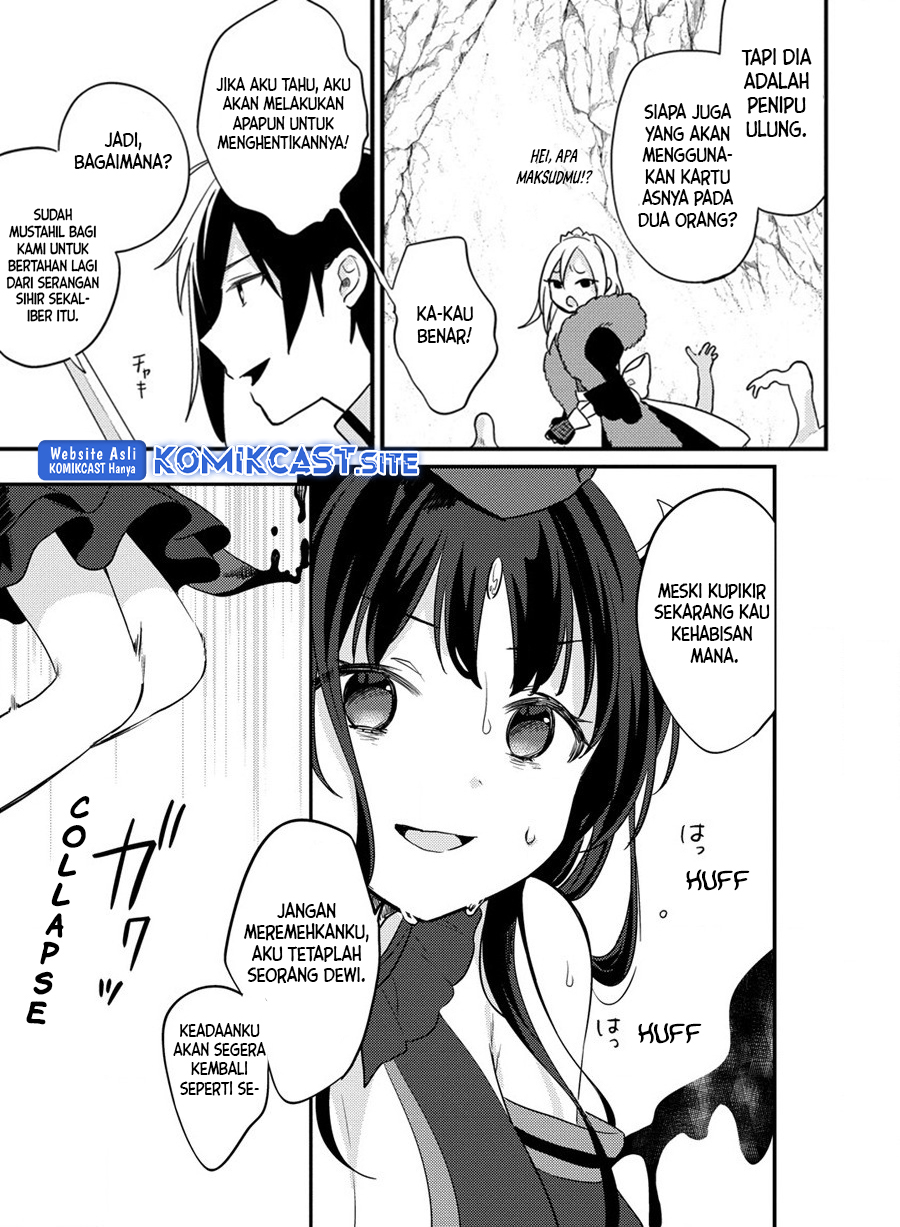 TAPI DIA
ADALAH
PENIPU
ULUNG.
SIAPA JUGA
YANG AKAN
MENGGUNA-
KAN KARTU
ASNYA PADA
DUA ORANG?
HEI, APA
MAKSUDMU!?
KA-KAU
BENAR!
JIKA AKU TAHU, AKU
AKAN MELAKUKAN
APAPUN UNTUK
MENGHENTIKANNYA!
JADI,
BAGAIMANA?
SUDAH
MUSTAHIL BAGI
KAMI UNTUK
BERTAHAN LAGI
DARI SERANGAN
SIHIR SEKAL-
IBER ITU.
チャキ
Website Asli
KOMIKCAST Hanya
KOMIKCAST.SITE
MESKI KUPIKIR
SEKARANG KAU
KEHABISAN
MANA.
はっ
HUFF
はっ
HUFF
JANGAN
MEREMEHKANKU,
AKU TETAPLAH
SEORANG DEWI.
KEADAANKU
AKAN SEGERA
KEMBALI
SEPERTI SE-
ガクッ
COLLAPSE